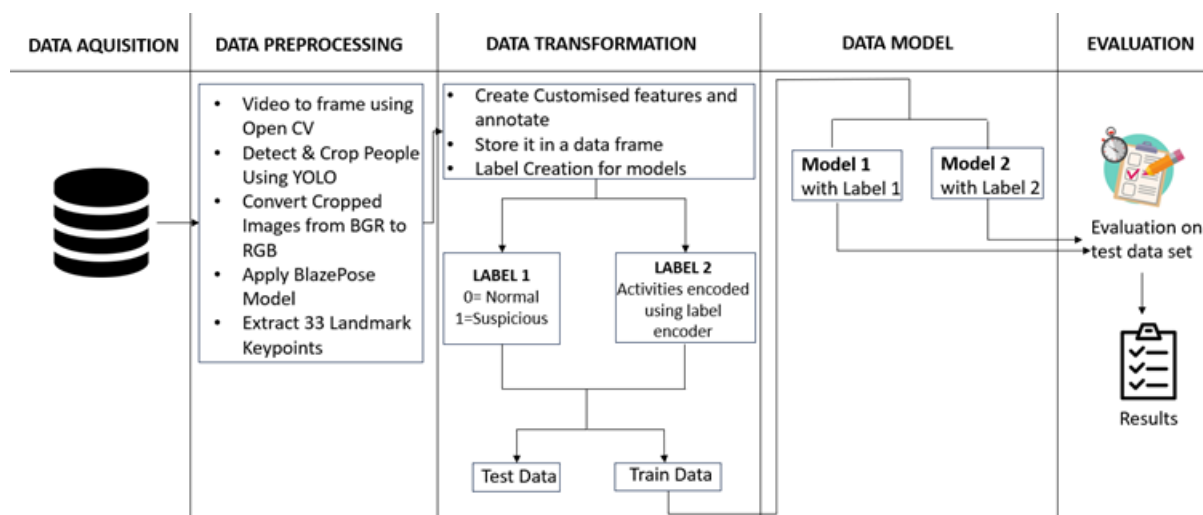 DATA AQUISITION
DATA PREPROCESSING
DATA TRANSFORMATION
DATA MODEL
EVALUATION
• Video to frame using
Open CV
• Detect & Crop People
Using YOLO
• Convert Cropped
Images from BGR to
RGB
• Apply BlazePose
Model
• Extract 33 Landmark
Keypoints
• Create Customised features and
annotate
• Store it in a data frame
• Label Creation for models
LABEL 1
0= Normal
1=Suspicious
LABEL 2
Activities encoded
using label
encoder
Test Data
Train Data
Model 1
with Label 1
Model 2
with Label 2
Evaluation on
test data set
Results